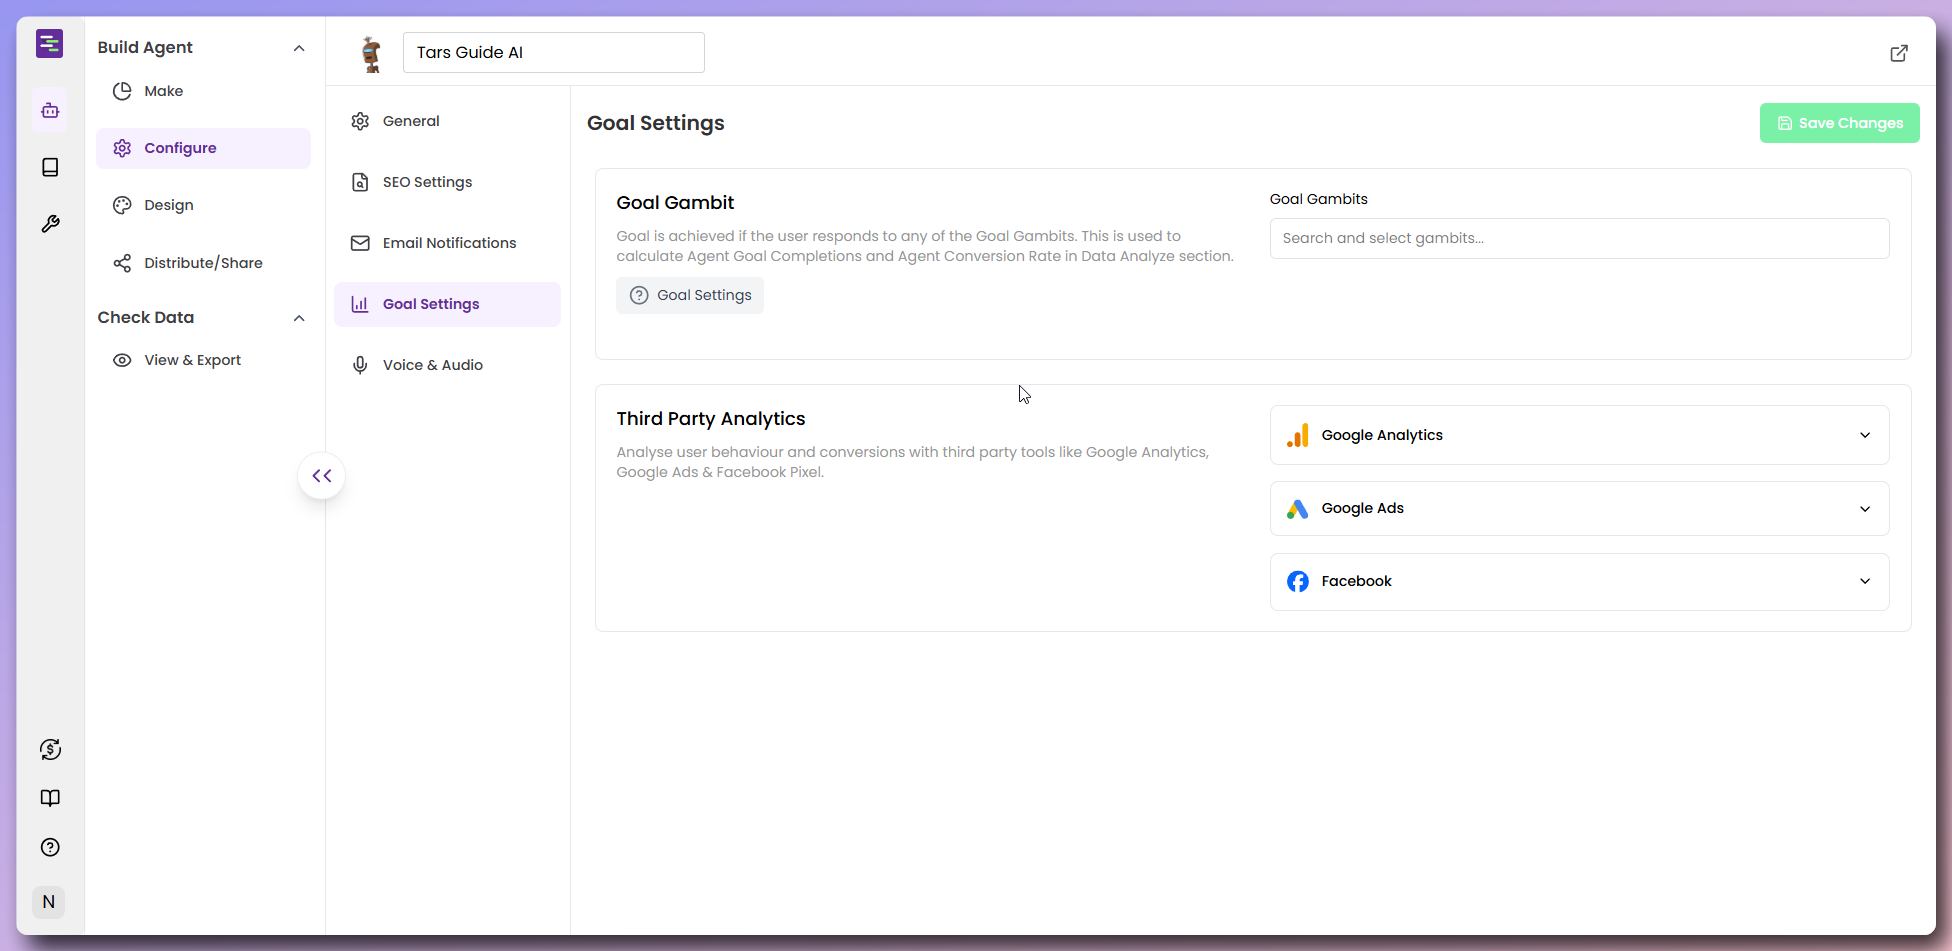 Build Agent
Make
Configure
Design
Distribute/Share
Check Data
View & Export
N
Tars Guide AI
General
SEO Settings
Email Notifications
Goal Settings
Voice & Audio
Goal Settings
Save Changes
Goal Gambit
Goal is achieved if the user responds to any of the Goal Gambits. This is used to
calculate Agent Goal Completions and Agent Conversion Rate in Data Analyze section.
Goal Settings
Goal Gambits
Search and select gambits...
Third Party Analytics
Analyse user behaviour and conversions with third party tools like Google Analytics,
Google Ads & Facebook Pixel.
Google Analytics
Google Ads
Facebook